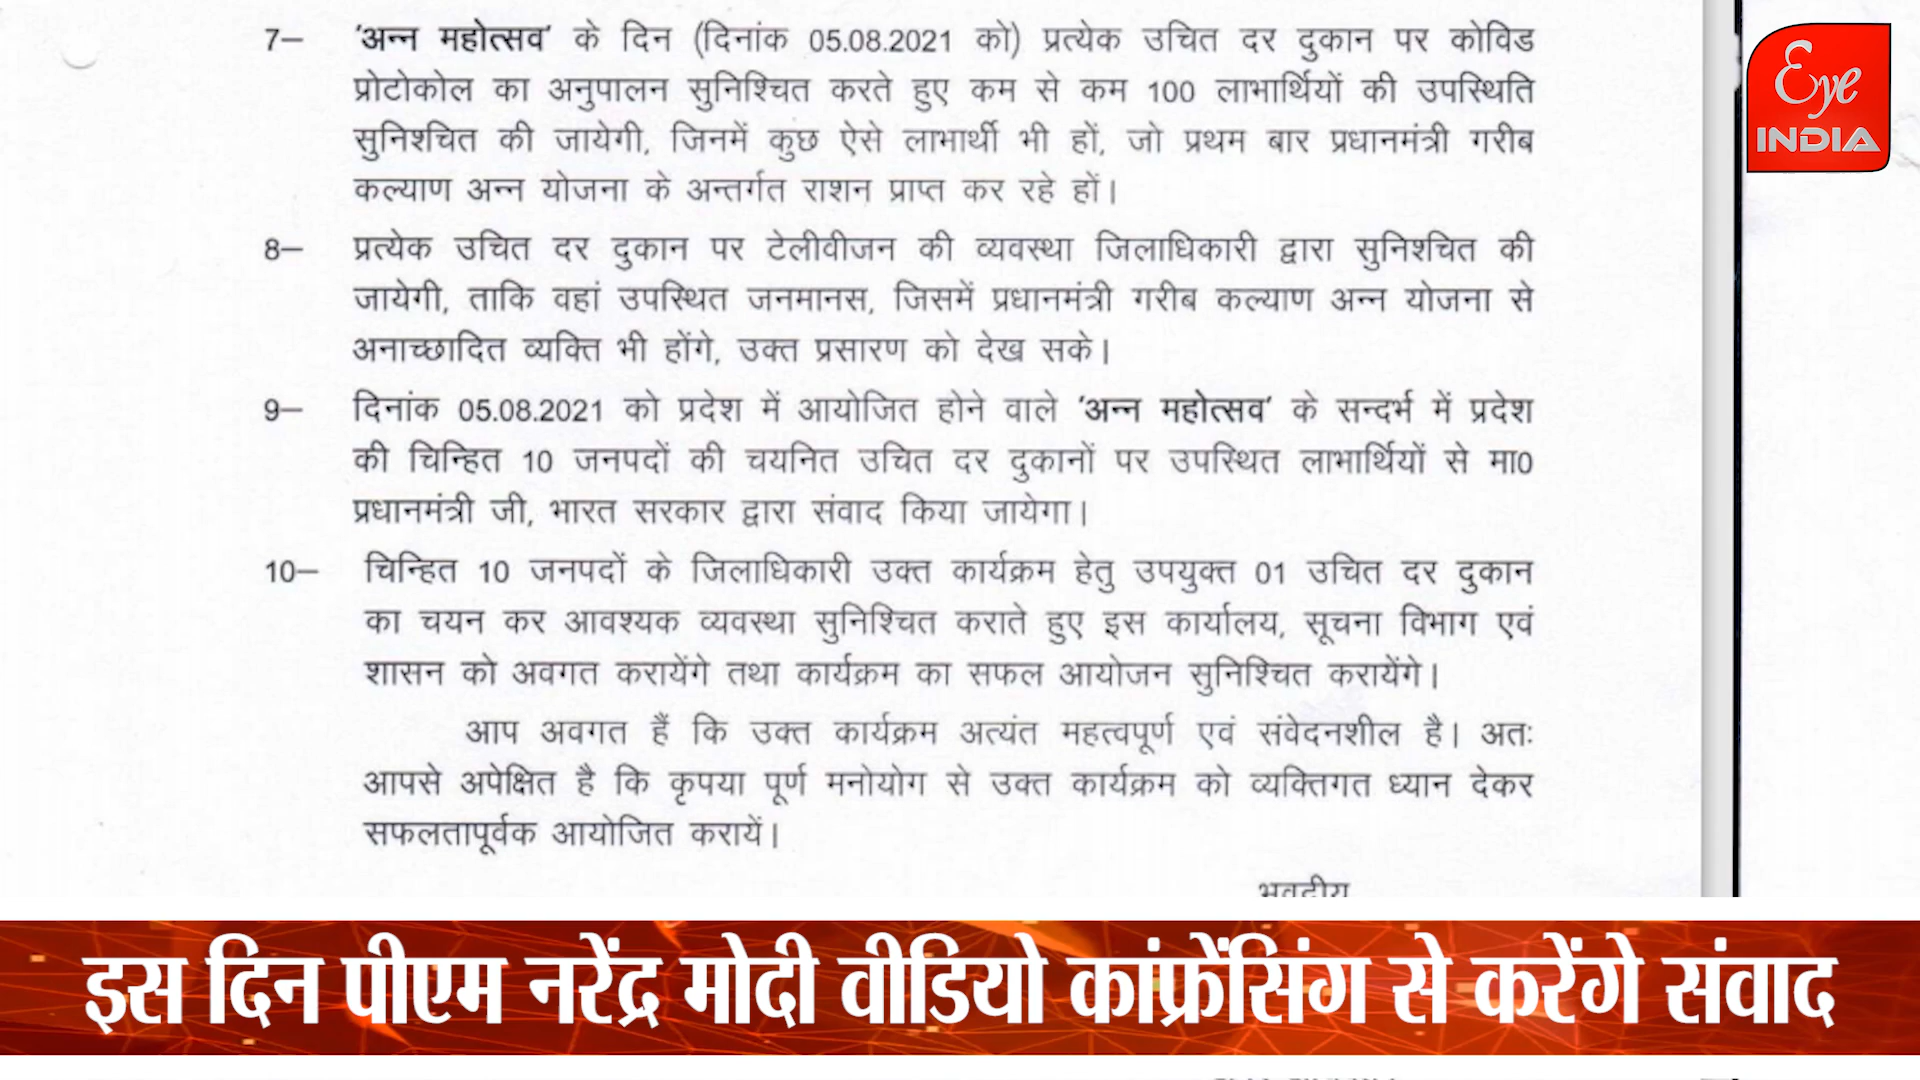 7– 'अन्न महोत्सव' के दिन (दिनांक 05.08.2021 को) प्रत्येक उचित दर दुकान पर कोविड
प्रोटोकोल का अनुपालन सुनिश्चित करते हुए कम से कम 100 लाभार्थियों की उपस्थिति
सुनिश्चित की जायेगी, जिनमें कुछ ऐसे लाभार्थी भी हों, जो प्रथम बार प्रधानमंत्री गरीब
कल्याण अन्न योजना के अन्तर्गत राशन प्राप्त कर रहे हों।
8– प्रत्येक उचित दर दुकान पर टेलीवीजन की व्यवस्था जिलाधिकारी द्वारा सुनिश्चित की
जायेगी, ताकि वहां उपस्थित जनमानस, जिसमें प्रधानमंत्री गरीब कल्याण अन्न योजना से
अनाच्छादित व्यक्ति भी होंगे, उक्त प्रसारण को देख सके।
9– दिनांक 05.08.2021 को प्रदेश में आयोजित होने वाले 'अन्न महोत्सव' के सन्दर्भ में प्रदेश
की चिन्हित 10 जनपदों की चयनित उचित दर दुकानों पर उपस्थित लाभार्थियों से मा0
प्रधानमंत्री जी, भारत सरकार द्वारा संवाद किया जायेगा।
10– चिन्हित 10 जनपदों के जिलाधिकारी उक्त कार्यक्रम हेतु उपयुक्त 01 उचित दर दुकान
का चयन कर आवश्यक व्यवस्था सुनिश्चित कराते हुए इस कार्यालय, सूचना विभाग एवं
शासन को अवगत करायेंगे तथा कार्यक्रम का सफल आयोजन सुनिश्चित करायेंगे।
आप अवगत हैं कि उक्त कार्यक्रम अत्यंत महत्वपूर्ण एवं संवेदनशील है। अतः
आपसे अपेक्षित है कि कृपया पूर्ण मनोयोग से उक्त कार्यक्रम को व्यक्तिगत ध्यान देकर
सफलतापूर्वक आयोजित करायें।
भवदीय
Eye
INDIA
इस दिन पीएम नरेंद्र मोदी वीडियो कांफ्रेंसिंग से करेंगे संवाद